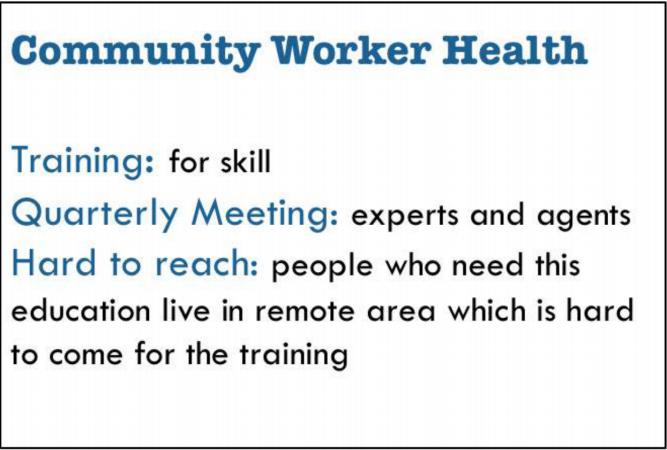 Community Worker Health
Training: for skill
Quarterly Meeting: experts and agents
Hard to reach: people who need this
education live in remote area which is hard
to come for the training